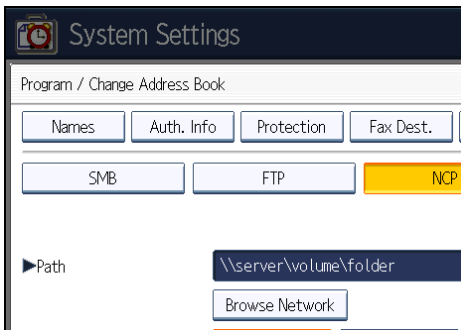 System Settings
Program / Change Address Book
Names Auth. Info Protection Fax Dest.
SMB FTP NCP
▶Path \\server\volume\folder
Browse Network